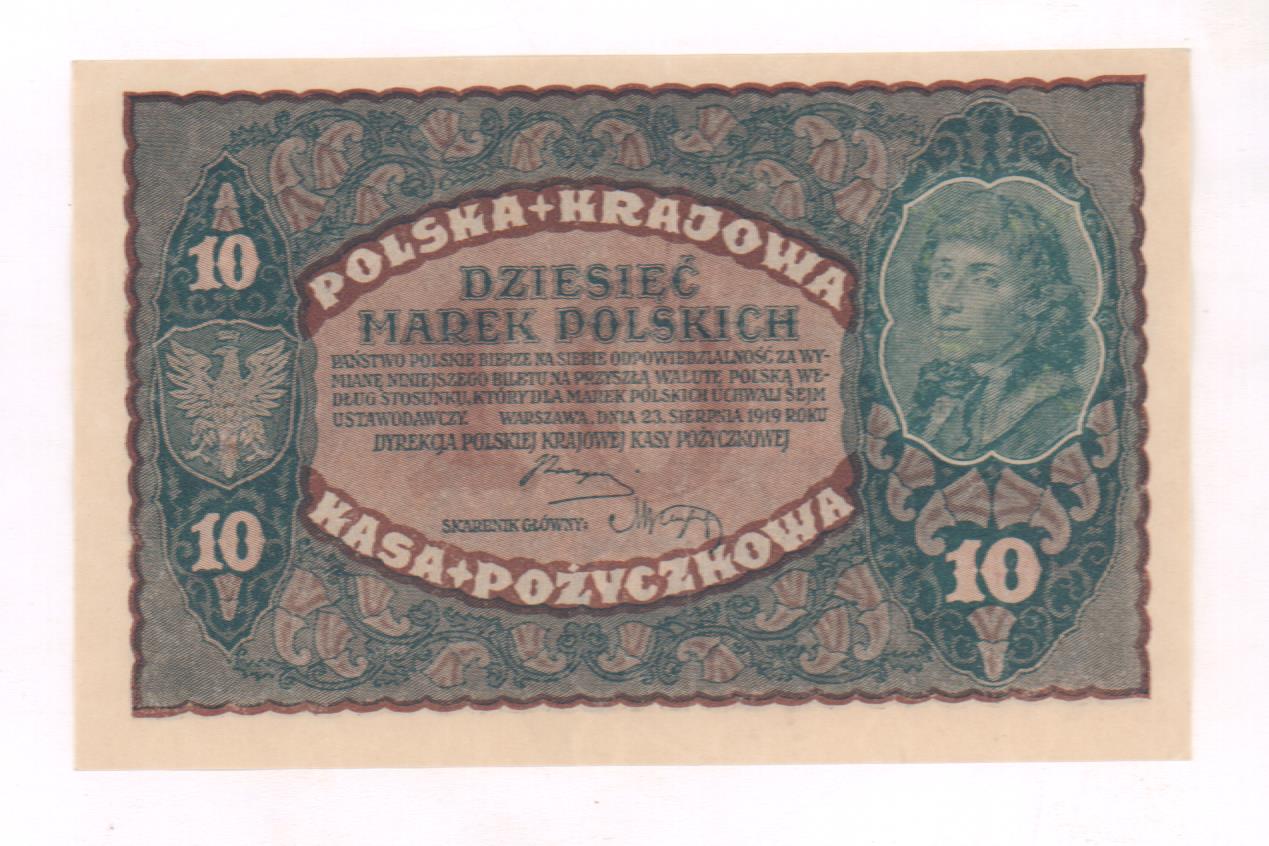 POLSKA+KRAJOWA
10
DZIESIĘĆ
MAREK POLSKICH
PAŃSTWO POLSKIE BIERZE NA SIEBIE ODPOWIEDZIALNOŚĆ ZA WY-
MIANĘ NINIEJSZEGO BILETU NA PRZYSZŁĄ WALUTĘ POLSKĄ WE-
DŁUG STOSUNKU, KTÓRY DLA MAREK POLSKICH UCHWALI SEJM
USTAWODAWCZY. WARSZAWA, DNIA 23. SIERPNIA 1919 ROKU
DYREKCJA POLSKIEJ KRAJOWEJ KASY POŻYCZKOWEJ
SKARBNIK GŁÓWNY:
KASA+POŻYCZKOWA
10
10